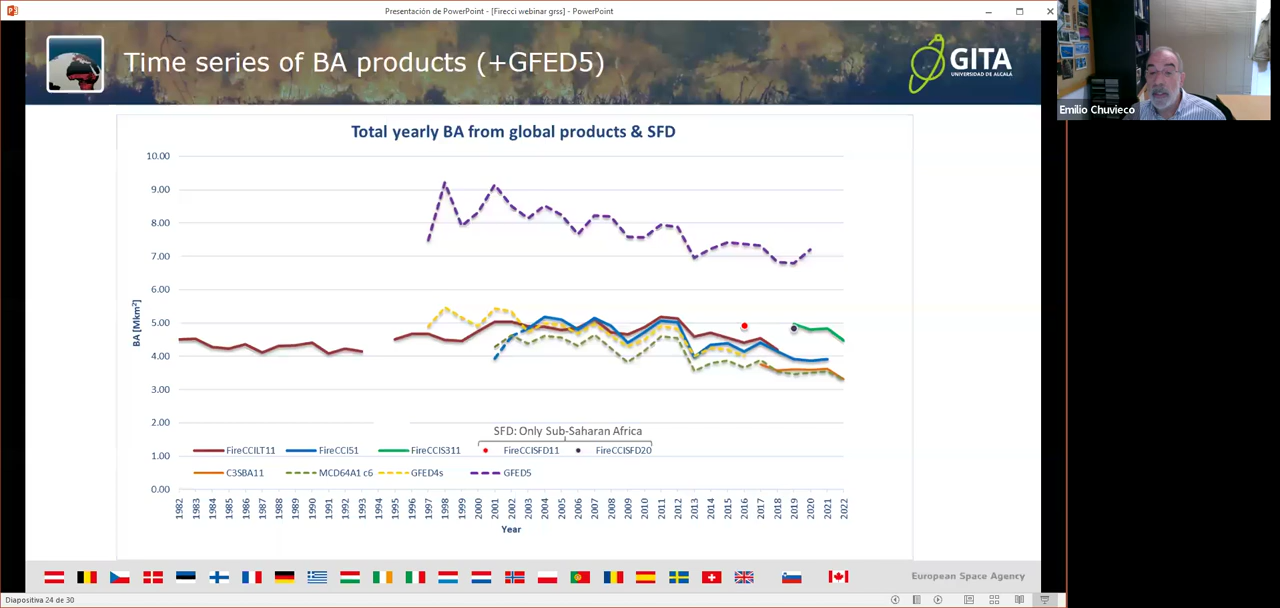 Presentación de PowerPoint - [Firecci webinar grss] - PowerPoint
Time series of BA products (+GFED5)
GITA
UNIVERSIDAD DE ALCALÁ
Emilio Chuvieco
Total yearly BA from global products & SFD
10.00
9.00
8.00
7.00
6.00
5.00
4.00
3.00
2.00
1.00
0.00
BA [Mkm²]
SFD: Only Sub-Saharan Africa
FireCCILT11 FireCCI51 FireCCIS311 FireCCISFD11 FireCCISFD20
C3SBA11 MCD64A1 c6 GFED4s GFED5
1982 1983 1984 1985 1986 1987 1988 1989 1990 1991 1992 1993 1994 1995 1996 1997 1998 1999 2000 2001 2002 2003 2004 2005 2006 2007 2008 2009 2010 2011 2012 2013 2014 2015 2016 2017 2018 2019 2020 2021 2022
Year
European Space Agency
Diapositiva 24 de 30